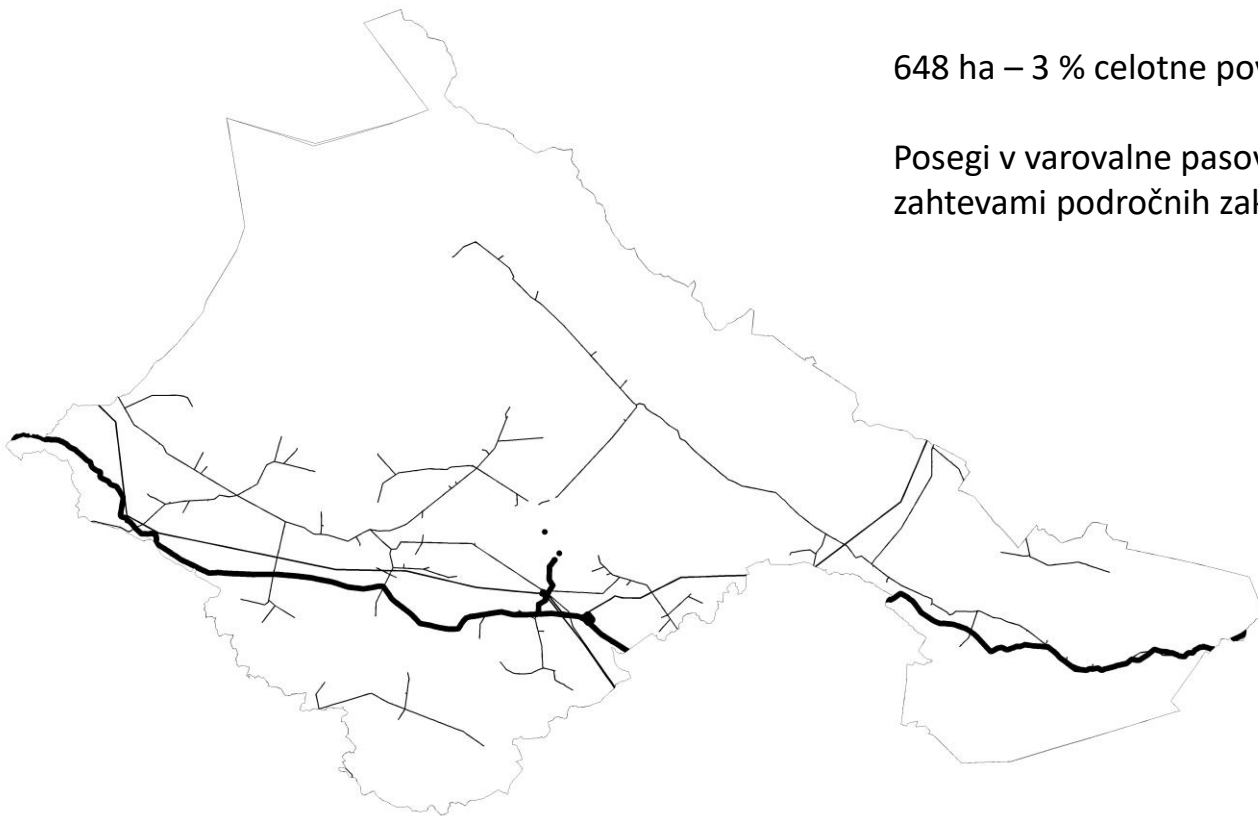 648 ha – 3 % celotne pov
Posegi v varovalne pasov
zahtevami področnih zak